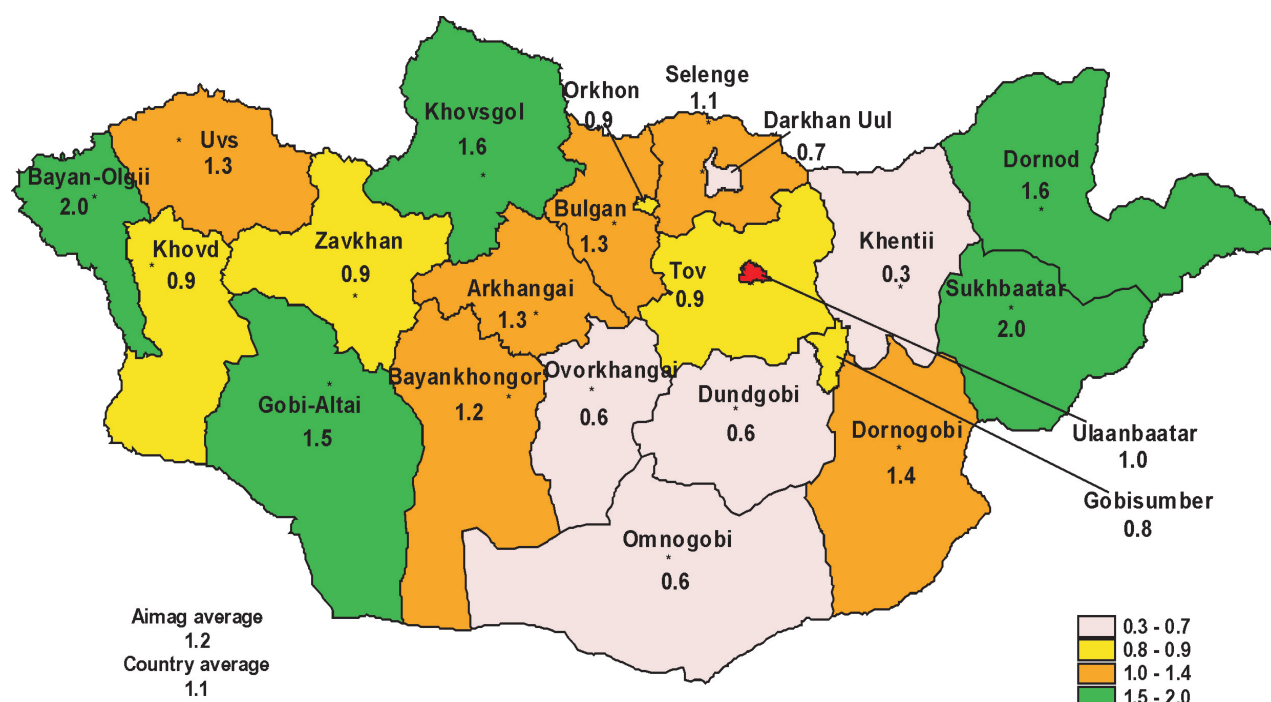 Selenge
1.1
Orkhon
0.9
Khovsgol
1.6
Darkhan Uul
0.7
Uvs
1.3
Dornod
1.6
Bayan-Olgii
2.0
Bulgan
1.3
Khovd
0.9
Zavkhan
0.9
Khentii
0.3
Tov
0.9
Arkhangai
1.3
Sukhbaatar
2.0
Bayankhongor
1.2
Ovorkhangai
0.6
Dundgobi
0.6
Gobi-Altai
1.5
Dornogobi
1.4
Ulaanbaatar
1.0
Gobisumber
0.8
Omnogobi
0.6
Aimag average
1.2
Country average
1.1
0.3 - 0.7
0.8 - 0.9
1.0 - 1.4
1.5 - 2.0